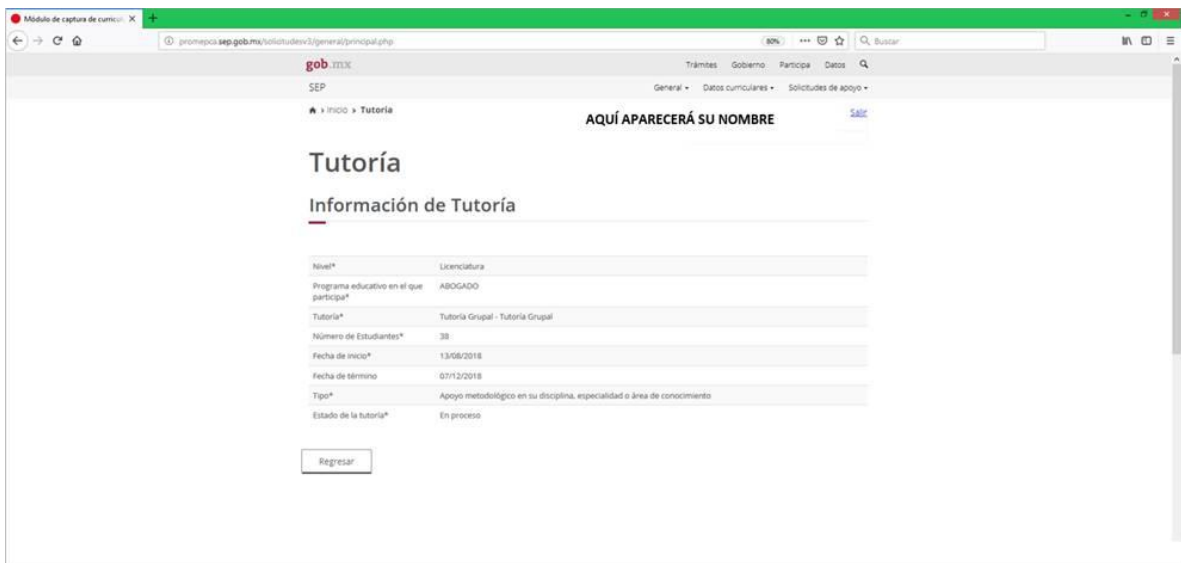 Módulo de captura de curricul
promepca.sep.gob.mx/solicitudesv3/general/principal.php
80%
Buscar
gob.mx
Trámites Gobierno Participa Datos
SEP
General Datos curriculares Solicitudes de apoyo
Inicio > Tutoría
AQUÍ APARECERÁ SU NOMBRE
Salir
Tutoría
Información de Tutoría
Nivel* Licenciatura
Programa educativo en el que participa* ABOGADO
Tutoría* Tutoría Grupal - Tutoría Grupal
Número de Estudiantes* 38
Fecha de inicio* 13/08/2018
Fecha de término 07/12/2018
Tipo* Apoyo metodológico en su disciplina, especialidad o área de conocimiento
Estado de la tutoría* En proceso
Regresar